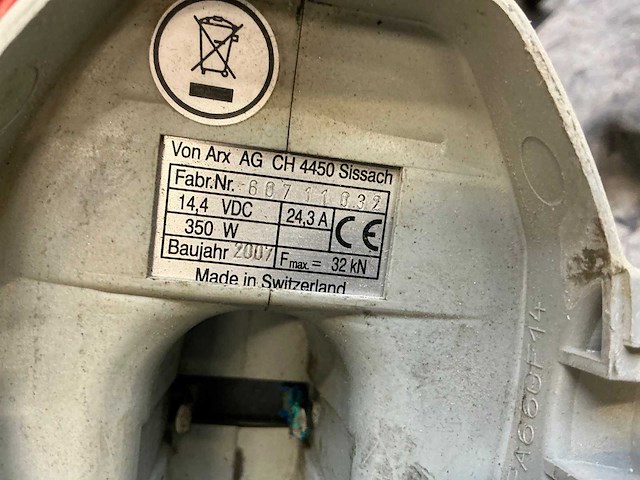 Von Arx AG CH 4450 Sissach
Fabr.Nr. 60711032
14,4 VDC 24,3 A
350 W CE
Baujahr 2007 Fmax. = 32 kN
Made in Switzerland
PA66GF14